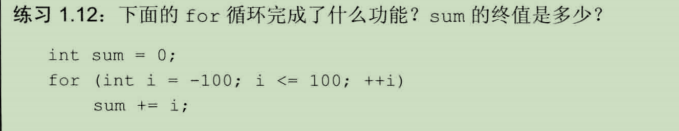 练习 1.12：下面的 for 循环完成了什么功能？sum 的终值是多少？
int sum = 0;
for (int i = -100; i <= 100; ++i)
sum += i;